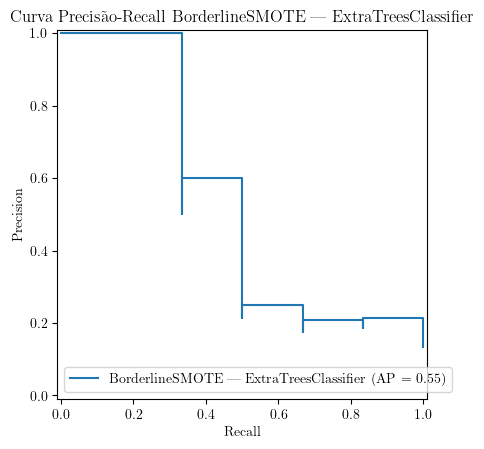 Curva Precisão-Recall BorderlineSMOTE — ExtraTreesClassifier
1.0
0.8
0.6
0.4
0.2
0.0
Precision
BorderlineSMOTE — ExtraTreesClassifier (AP = 0.55)
0.0 0.2 0.4 0.6 0.8 1.0
Recall